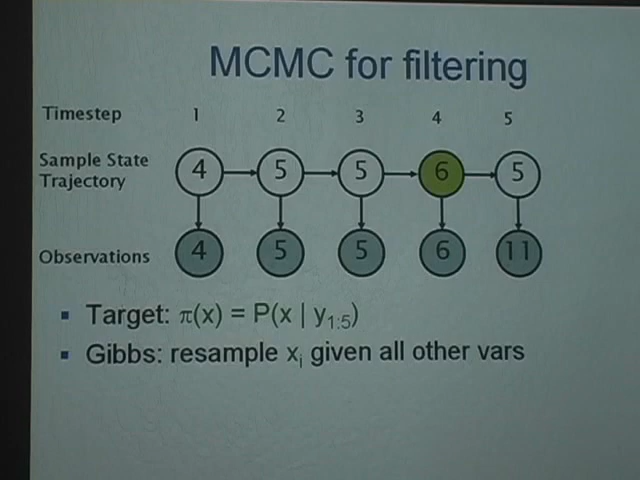 MCMC for filtering
Timestep 1 2 3 4 5
Sample State
Trajectory
4 5 5 6 5
Observations 4 5 5 6 11
▪ Target: π(x) = P(x | y1:5)
▪ Gibbs: resample xi given all other vars